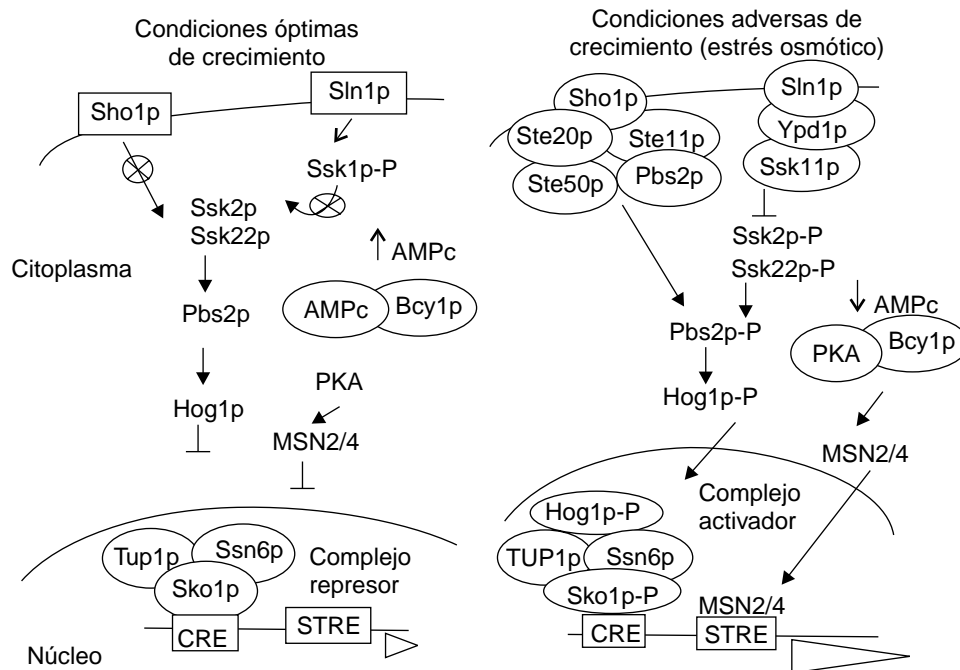 Condiciones óptimas
de crecimiento
Sho1p
Sln1p
Ssk1p-P
Ssk2p
Ssk22p
AMPc
Citoplasma
AMPc
Bcy1p
Pbs2p
PKA
Hog1p
MSN2/4
Tup1p
Ssn6p
Complejo
represor
Sko1p
CRE
STRE
Núcleo
Condiciones adversas de
crecimiento (estrés osmótico)
Sho1p
Sln1p
Ste20p
Ste11p
Ypd1p
Ste50p
Pbs2p
Ssk11p
Ssk2p-P
Ssk22p-P
AMPc
Pbs2p-P
PKA
Bcy1p
Hog1p-P
MSN2/4
Complejo
activador
Hog1p-P
TUP1p
Ssn6p
Sko1p-P
MSN2/4
CRE
STRE